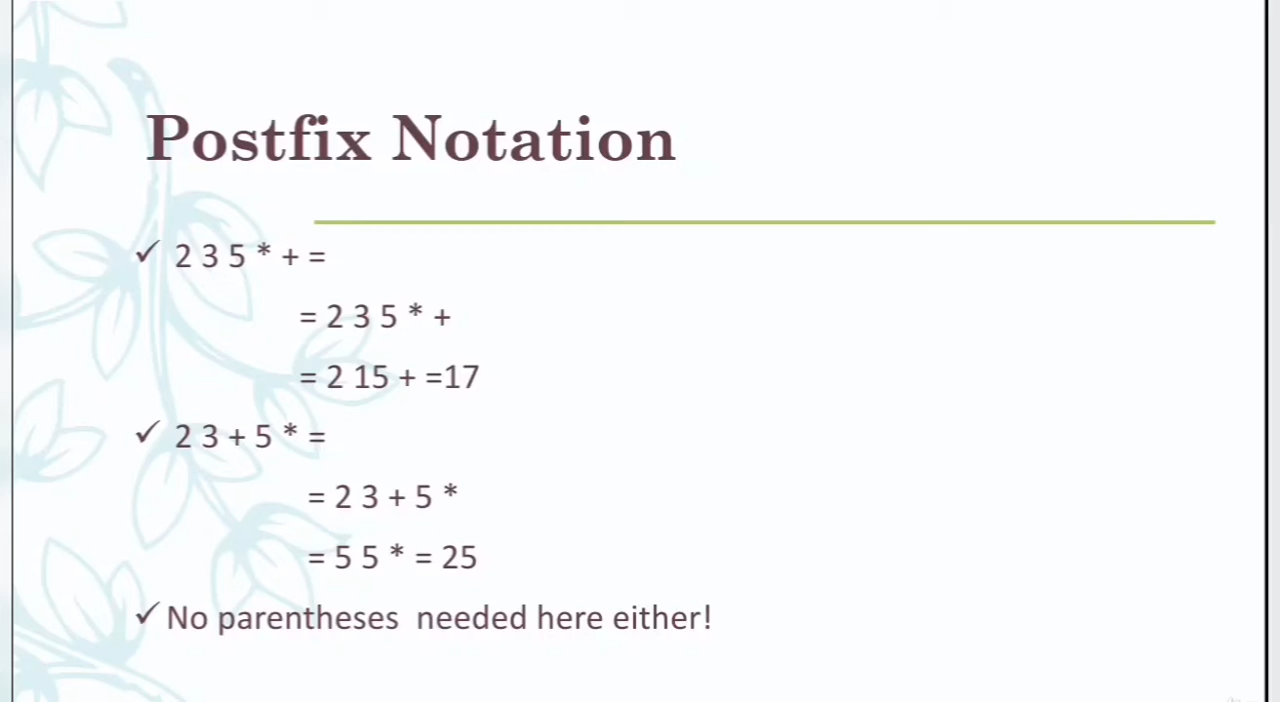 Postfix Notation
✓ 2 3 5 * + =
= 2 3 5 * +
= 2 15 + =17
✓ 2 3 + 5 * =
= 2 3 + 5 *
= 5 5 * = 25
✓ No parentheses needed here either!